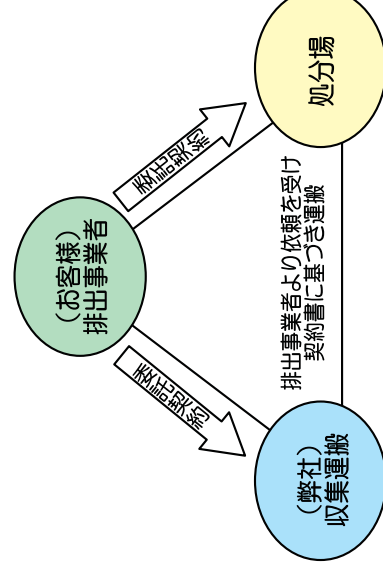 （お客様）
排出事業者
委託契約
委託契約
（弊社）
収集運搬
排出事業者より依頼を受け
契約書に基づき運搬
処分場